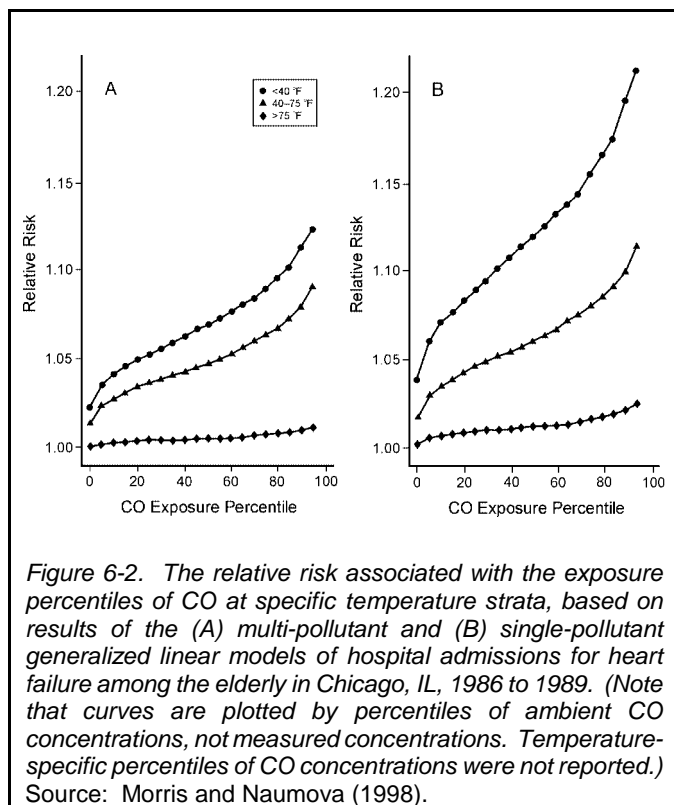 A
<40 °F
40–75 °F
>75 °F
1.20
1.15
1.10
1.05
1.00
Relative Risk
0 20 40 60 80 100
CO Exposure Percentile
B
1.20
1.15
1.10
1.05
1.00
Relative Risk
0 20 40 60 80 100
CO Exposure Percentile
Figure 6-2. The relative risk associated with the exposure
percentiles of CO at specific temperature strata, based on
results of the (A) multi-pollutant and (B) single-pollutant
generalized linear models of hospital admissions for heart
failure among the elderly in Chicago, IL, 1986 to 1989. (Note
that curves are plotted by percentiles of ambient CO
concentrations, not measured concentrations. Temperature-
specific percentiles of CO concentrations were not reported.)
Source: Morris and Naumova (1998).